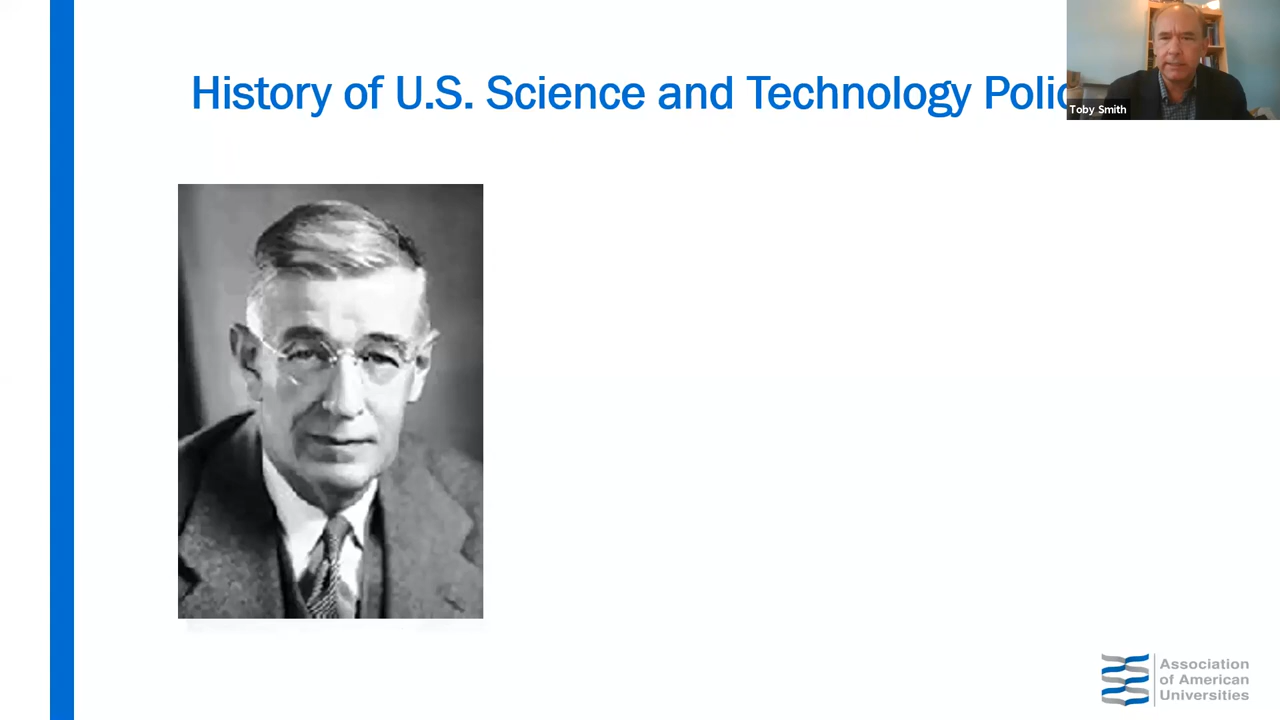 History of U.S. Science and Technology Polic
Toby Smith
Association
of American
Universities